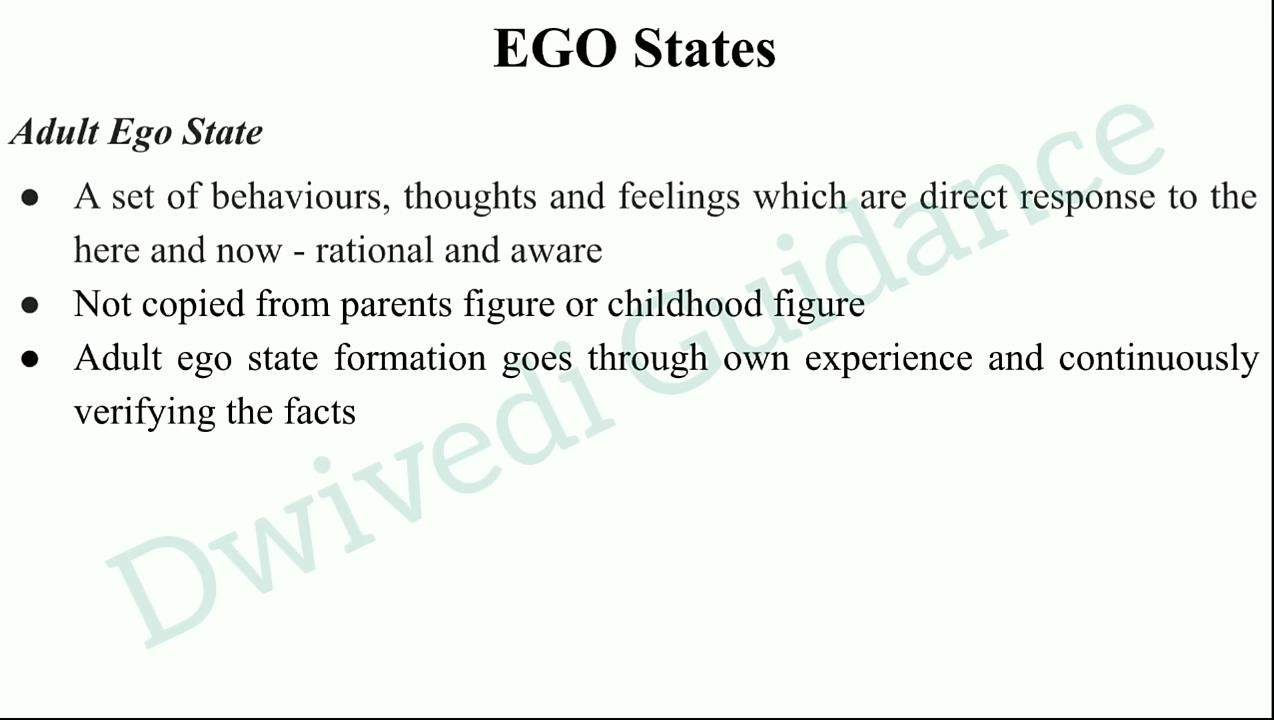 EGO States
Adult Ego State
● A set of behaviours, thoughts and feelings which are direct response to the
here and now - rational and aware
● Not copied from parents figure or childhood figure
● Adult ego state formation goes through own experience and continuously
verifying the facts
Dwivedi Guidance